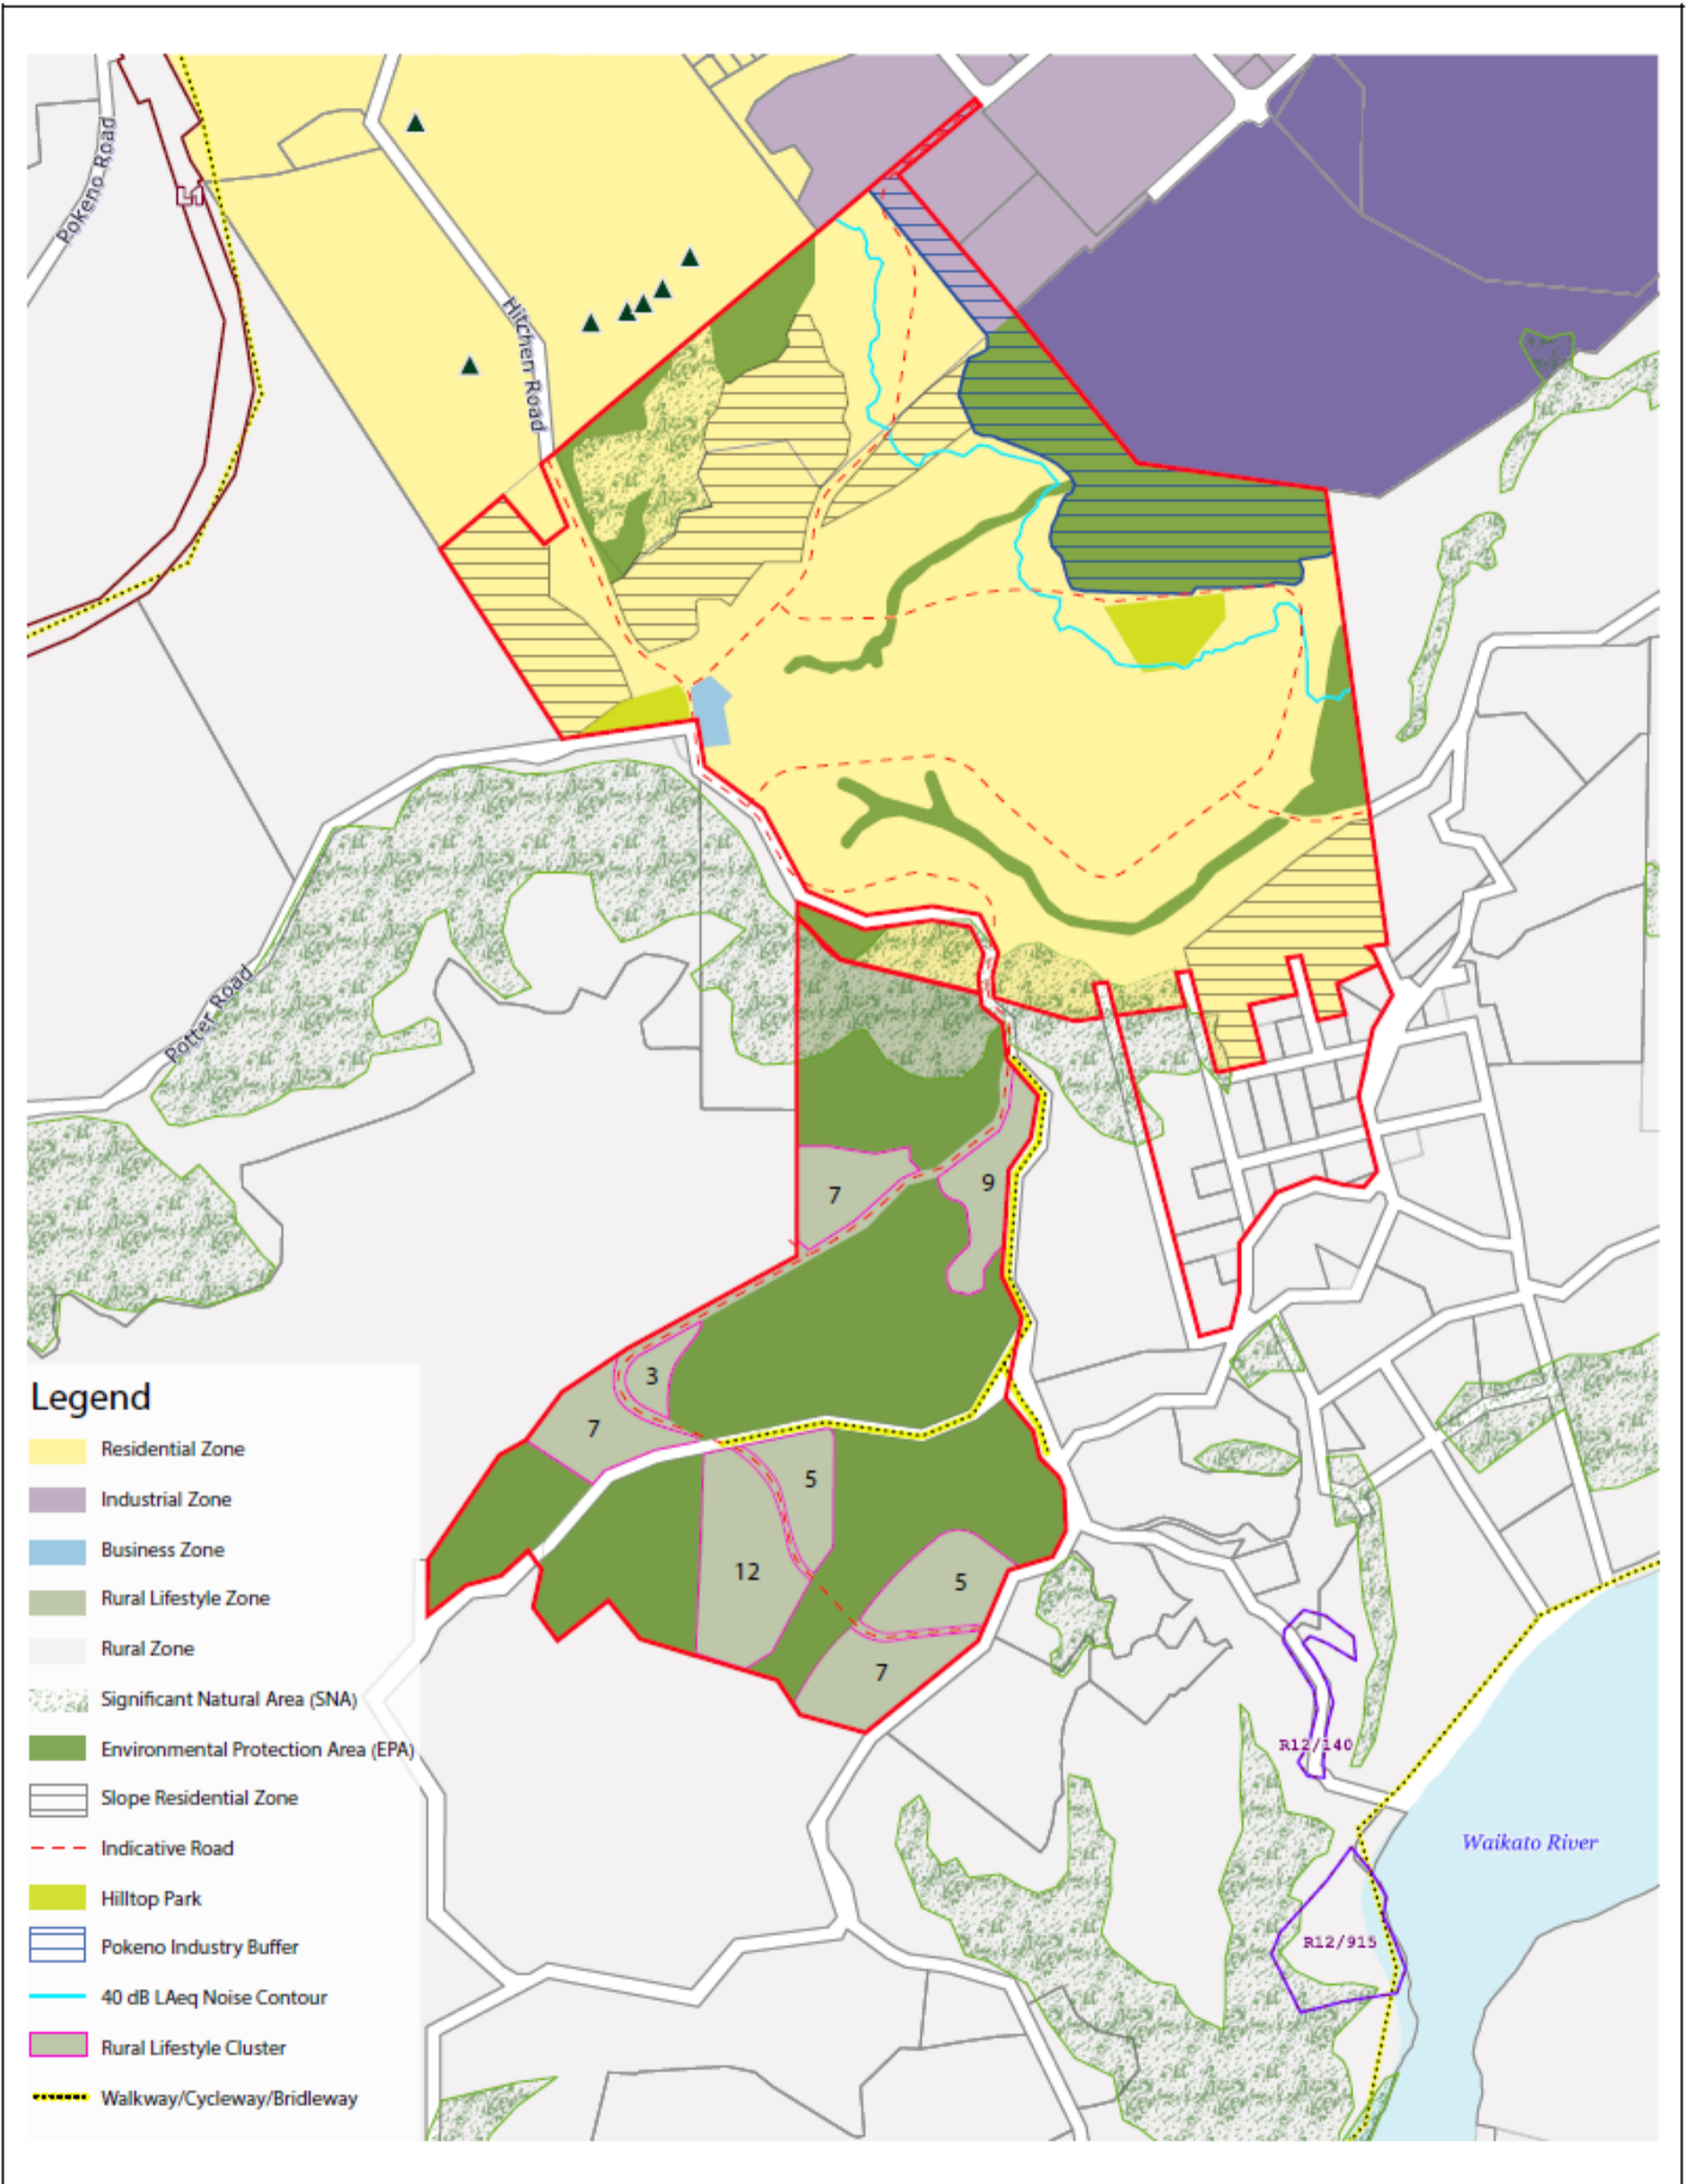 Pokeno Road
L1
Hitchen Road
Potter Road
7
9
3
7
5
12
5
7
R12/140
Waikato River
R12/915
Legend
Residential Zone
Industrial Zone
Business Zone
Rural Lifestyle Zone
Rural Zone
Significant Natural Area (SNA)
Environmental Protection Area (EPA)
Slope Residential Zone
Indicative Road
Hilltop Park
Pokeno Industry Buffer
40 dB LAeq Noise Contour
Rural Lifestyle Cluster
Walkway/Cycleway/Bridleway